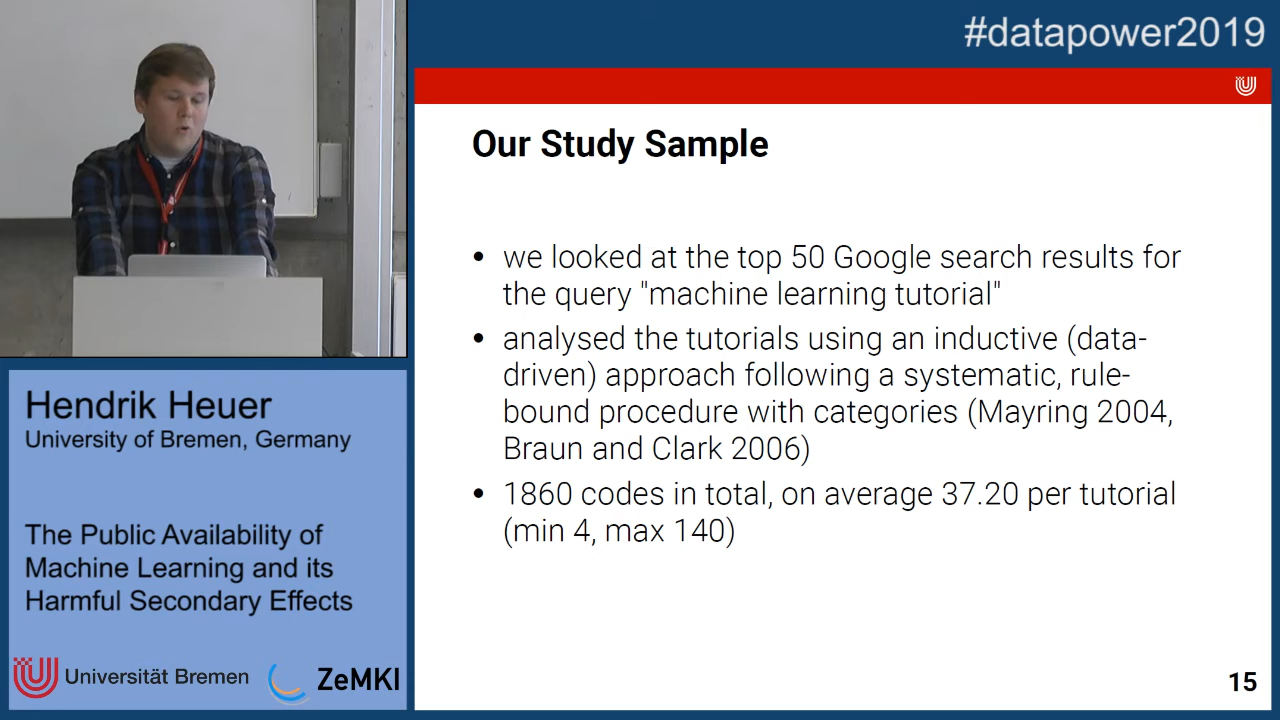 #datapower2019
Our Study Sample
• we looked at the top 50 Google search results for
the query "machine learning tutorial"
• analysed the tutorials using an inductive (data-
driven) approach following a systematic, rule-
bound procedure with categories (Mayring 2004,
Braun and Clark 2006)
• 1860 codes in total, on average 37.20 per tutorial
(min 4, max 140)
15
Hendrik Heuer
University of Bremen, Germany
The Public Availability of
Machine Learning and its
Harmful Secondary Effects
Universität Bremen
ZeMKI